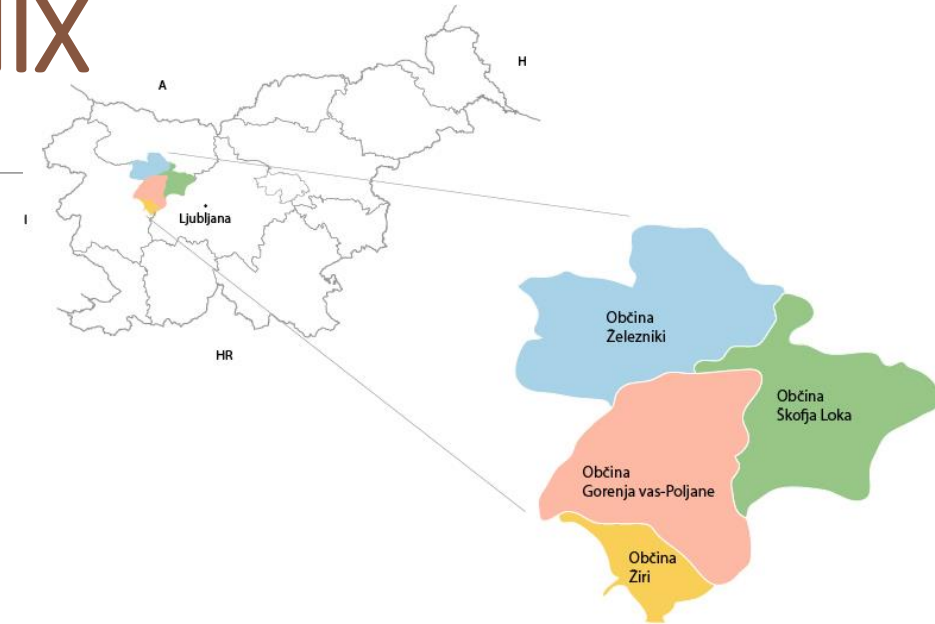 IX
A
H
I
Ljubljana
HR
Občina
Železniki
Občina
Škofja Loka
Občina
Gorenja vas-Poljane
Občina
Žiri